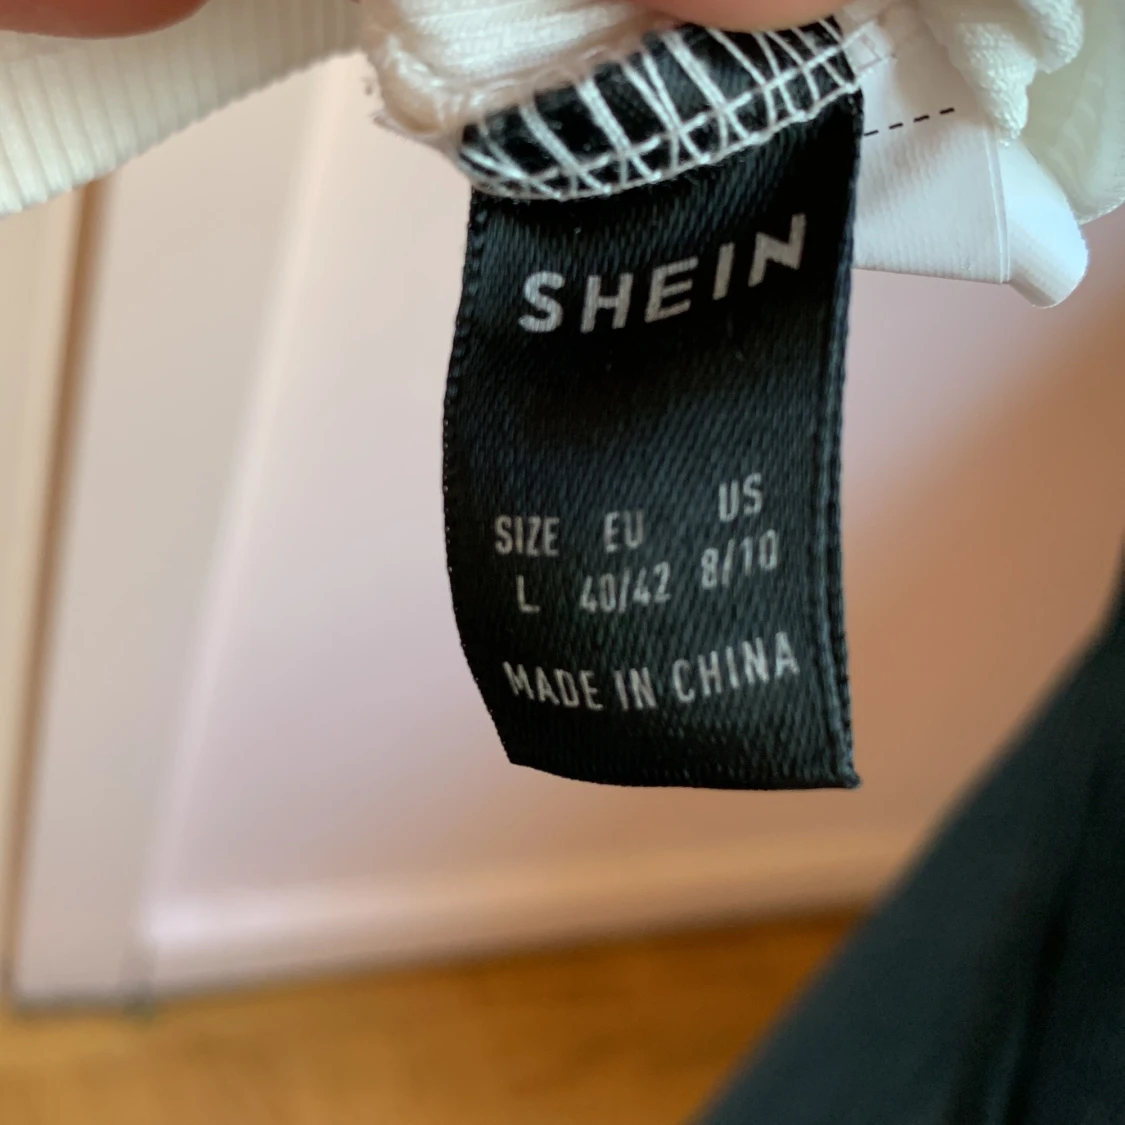 SHEIN
SIZE EU US
L 40/42 8/10
MADE IN CHINA